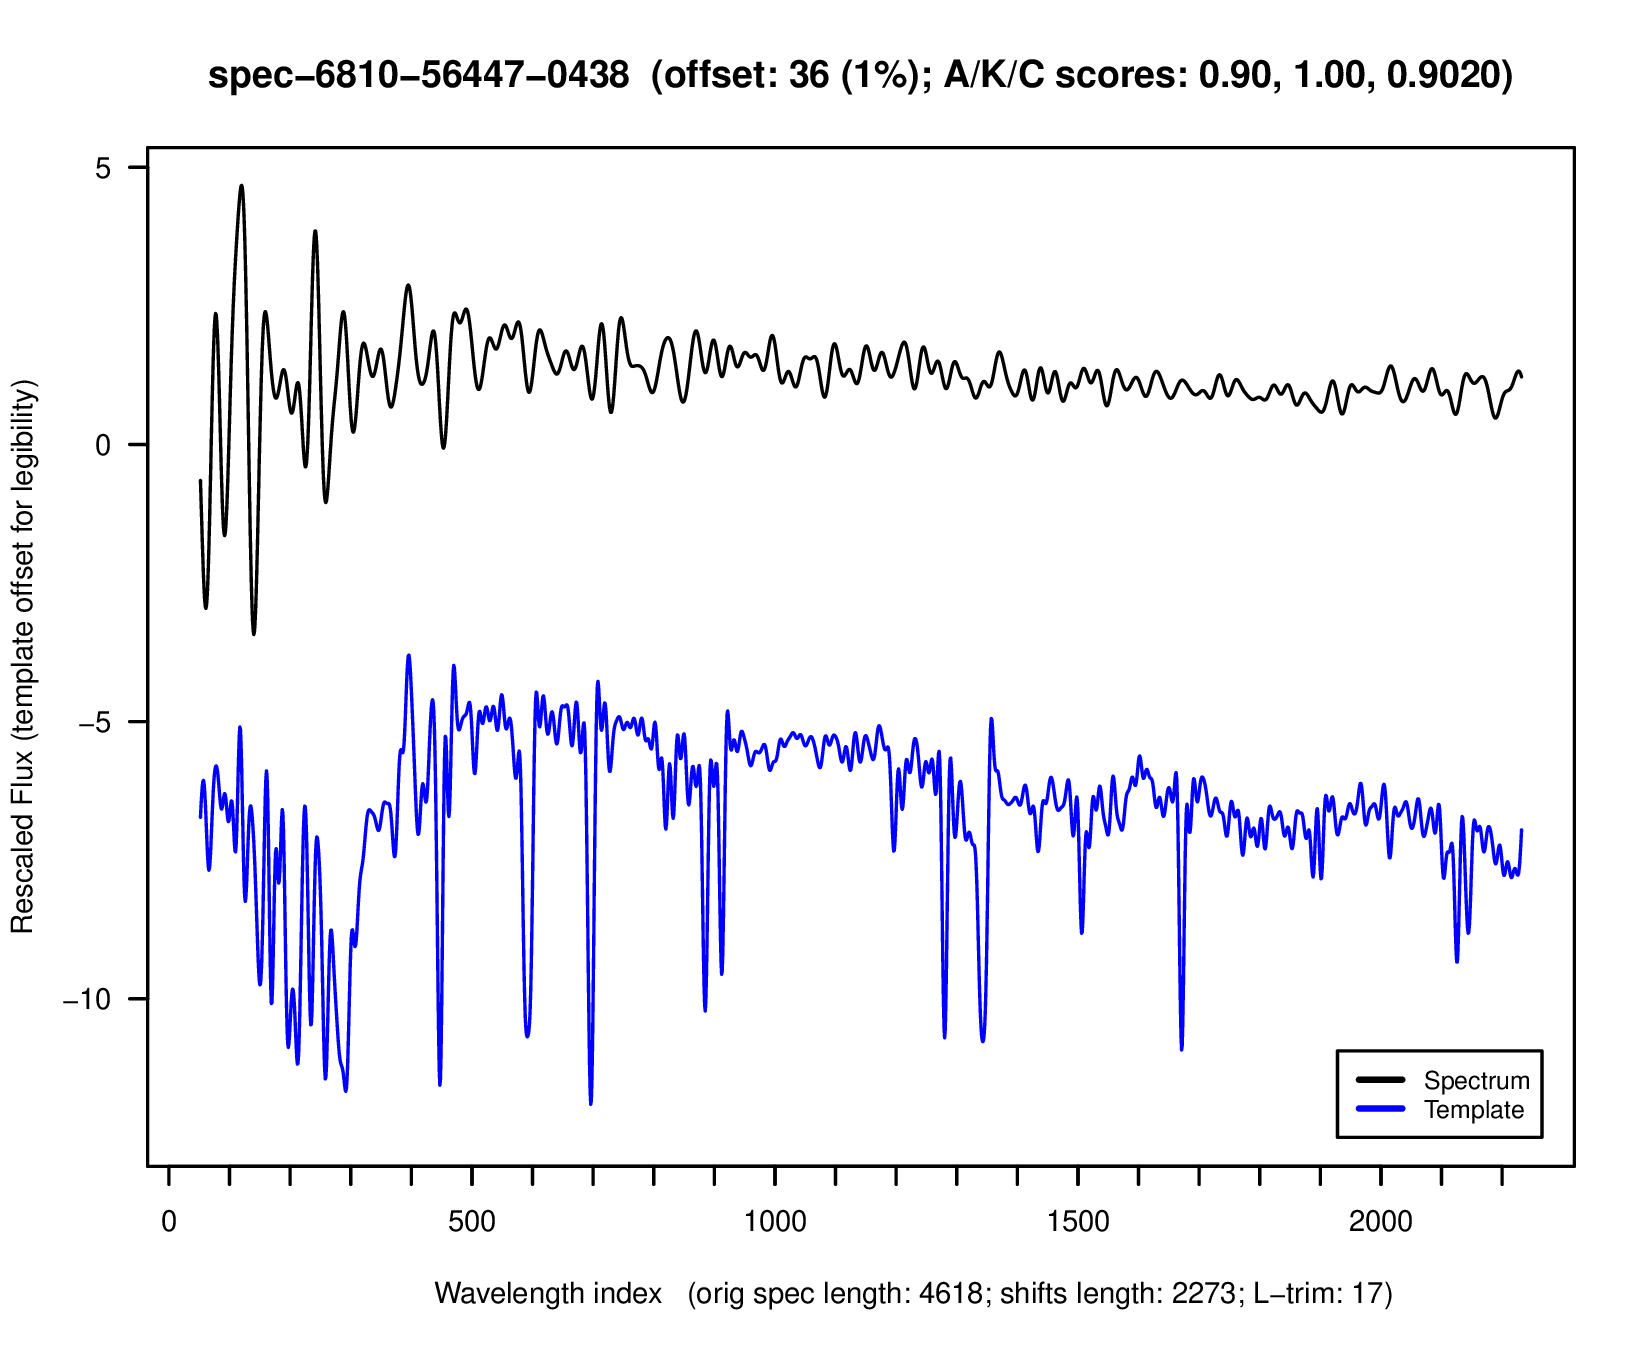 spec−6810−56447−0438  (offset: 36 (1%); A/K/C scores: 0.90, 1.00, 0.9020)
Rescaled Flux (template offset for legibility)
5
0
−5
−10
0
500
1000
1500
2000
Spectrum
Template
Wavelength index   (orig spec length: 4618; shifts length: 2273; L−trim: 17)